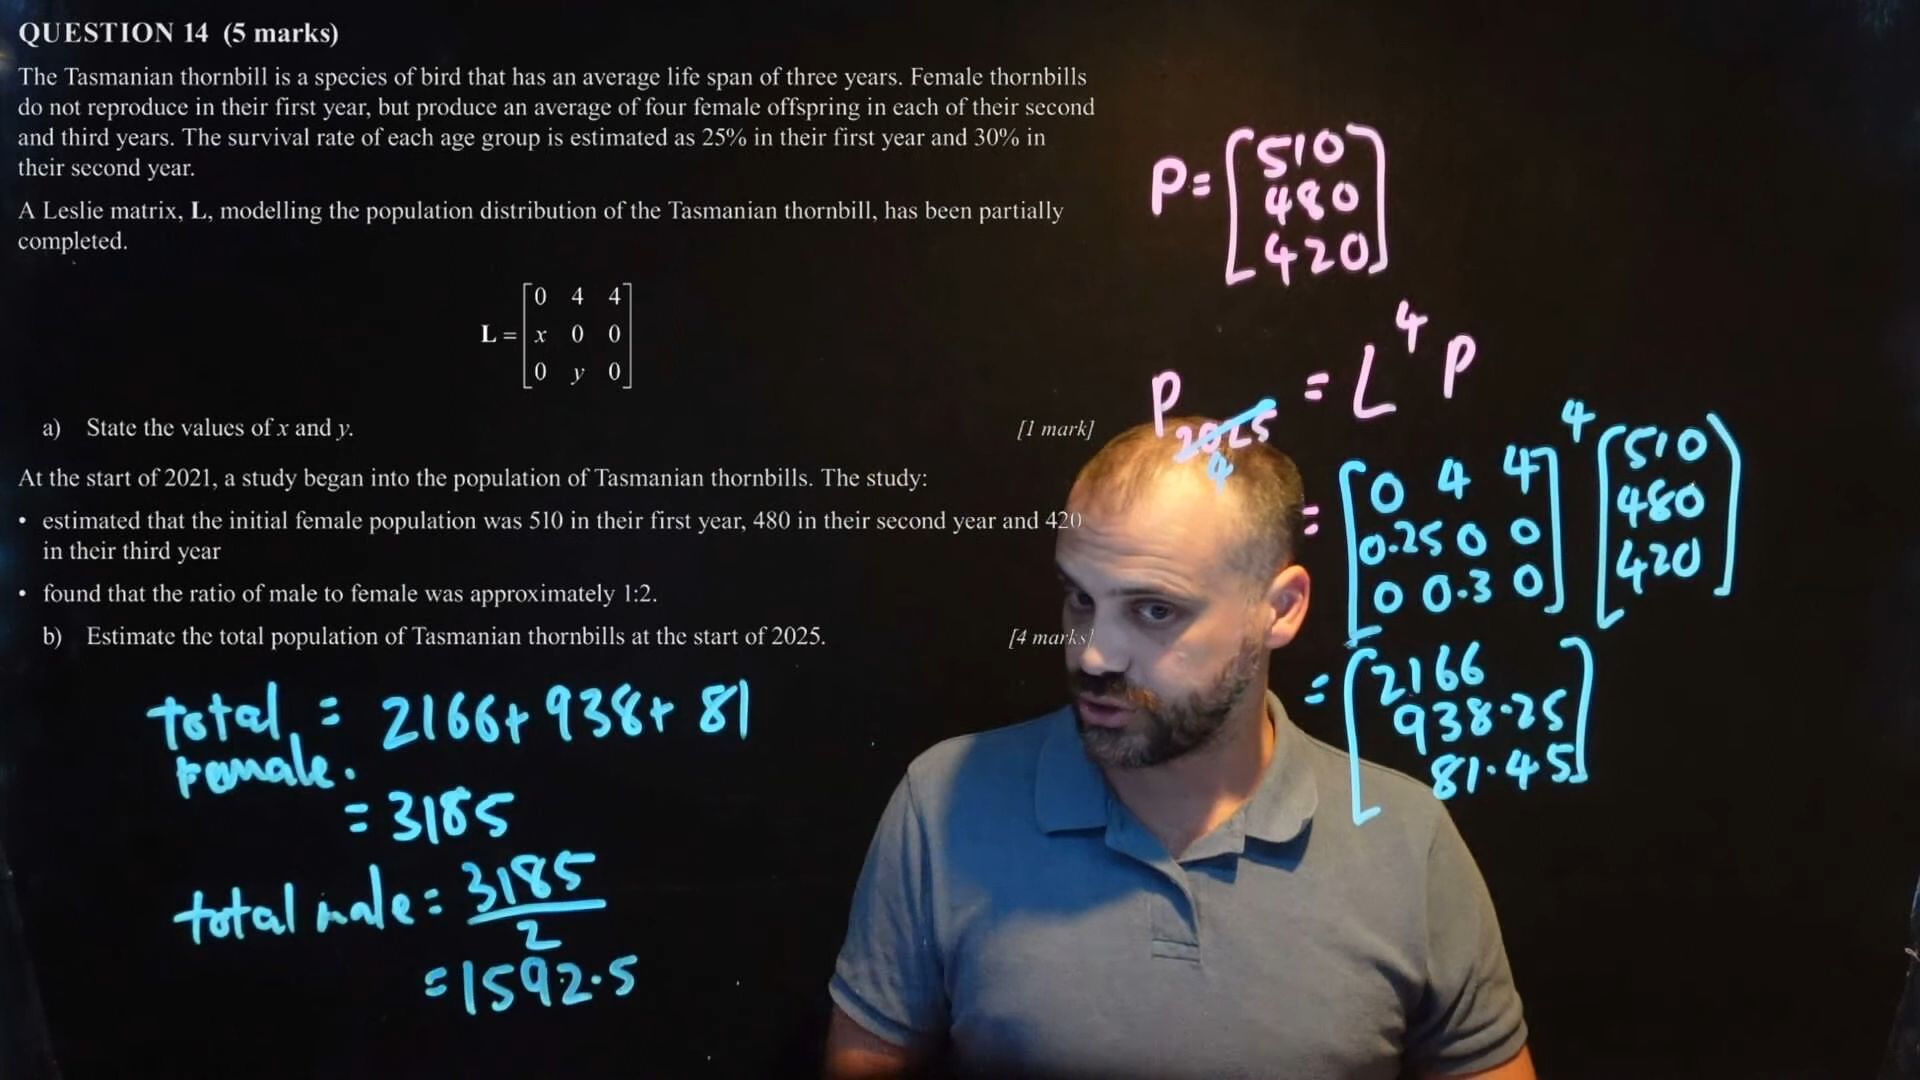 QUESTION 14 (5 marks)
The Tasmanian thornbill is a species of bird that has an average life span of three years. Female thornbills
do not reproduce in their first year, but produce an average of four female offspring in each of their second
and third years. The survival rate of each age group is estimated as 25% in their first year and 30% in
their second year.
A Leslie matrix, L, modelling the population distribution of the Tasmanian thornbill, has been partially
completed.
L = [0 4 4
x 0 0
0 y 0]
a) State the values of x and y. [1 mark]
At the start of 2021, a study began into the population of Tasmanian thornbills. The study:
• estimated that the initial female population was 510 in their first year, 480 in their second year and 420
in their third year
• found that the ratio of male to female was approximately 1:2.
b) Estimate the total population of Tasmanian thornbills at the start of 2025. [4 marks]
total female. = 2166 + 938 + 81
= 3185
total male = 3185/2
= 1592.5
P = [510
480
420]
P 2025 4 = L^4 P
= [0 4 4
0.25 0 0
0 0.3 0]^4 [510
480
420]
= [2166
938.25
81.45]